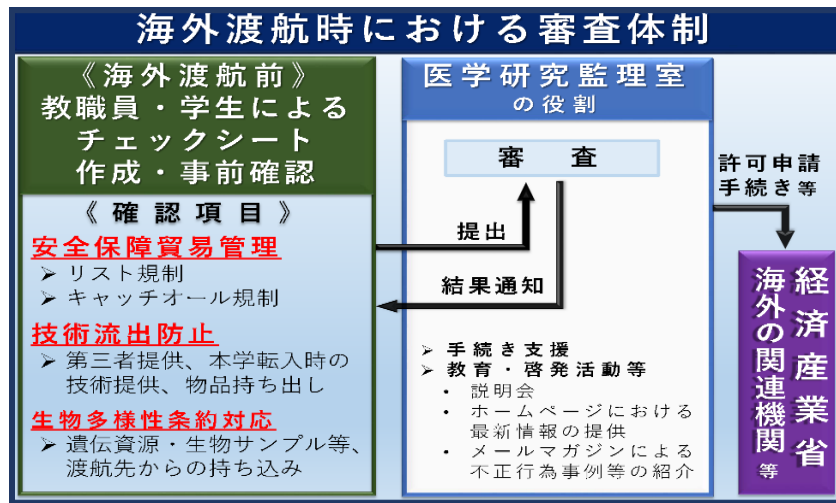 海外渡航時における審査体制
《海外渡航前》
教職員・学生による
チェックシート
作成・事前確認
《確認項目》
安全保障貿易管理
➤ リスト規制
➤ キャッチオール規制
技術流出防止
➤ 第三者提供、本学転入時の
技術提供、物品持ち出し
生物多様性条約対応
➤ 遺伝資源・生物サンプル等、
渡航先からの持ち込み
医学研究監理室
の役割
審　査
提出
結果通知
➤ 手続き支援
➤ 教育・啓発活動等
・ 説明会
・ ホームページにおける
最新情報の提供
・ メールマガジンによる
不正行為事例等の紹介
許可申請
手続き等
経済産業省
海外の関連機関等